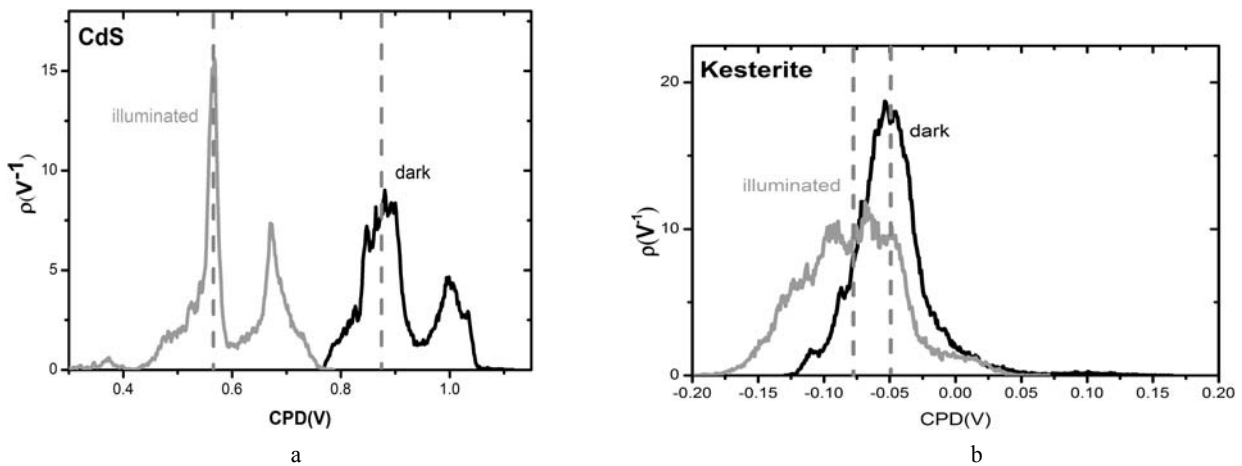 CdS
illuminated
dark
ρ(V⁻¹)
15
10
5
0
0.4 0.6 0.8 1.0
CPD(V)
a
Kesterite
dark
illuminated
ρ(V⁻¹)
20
10
0
-0.20 -0.15 -0.10 -0.05 0.00 0.05 0.10 0.15 0.20
CPD(V)
b